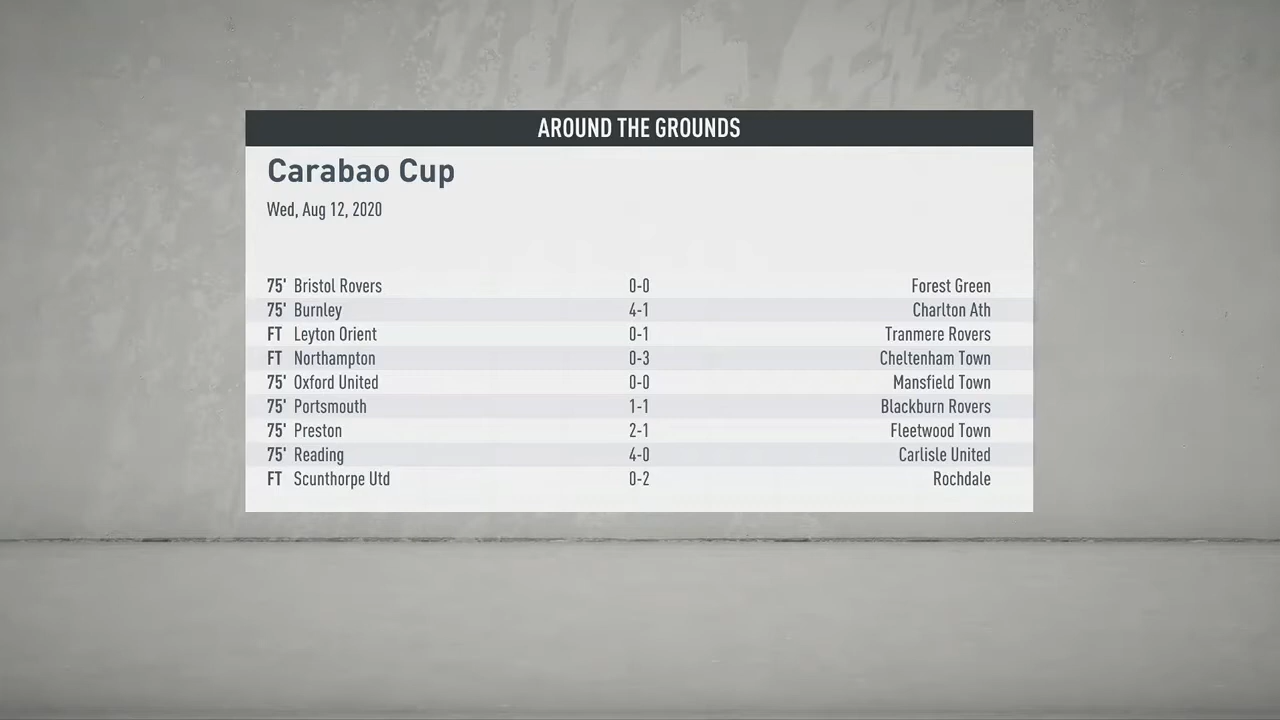 AROUND THE GROUNDS
Carabao Cup
Wed, Aug 12, 2020
75' Bristol Rovers 0-0 Forest Green
75' Burnley 4-1 Charlton Ath
FT Leyton Orient 0-1 Tranmere Rovers
FT Northampton 0-3 Cheltenham Town
75' Oxford United 0-0 Mansfield Town
75' Portsmouth 1-1 Blackburn Rovers
75' Preston 2-1 Fleetwood Town
75' Reading 4-0 Carlisle United
FT Scunthorpe Utd 0-2 Rochdale